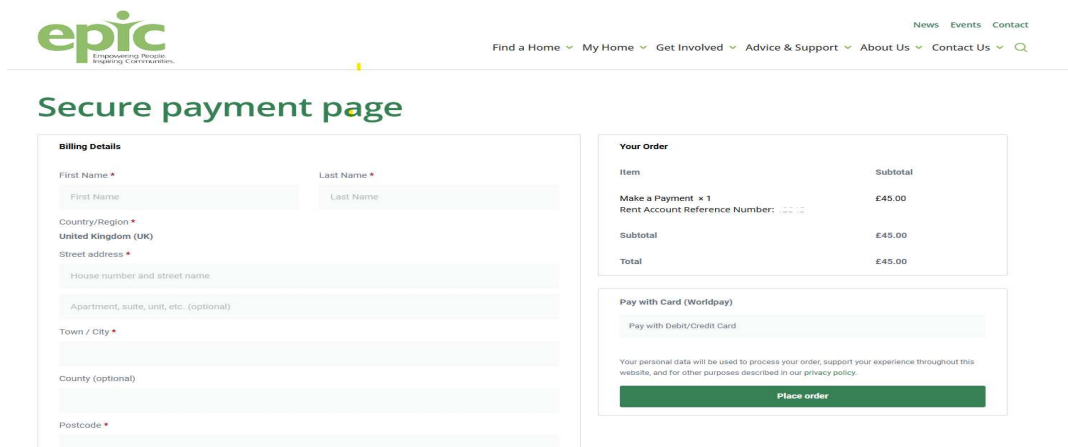 epic
Empowering People
Inspiring Communities.
News Events Contact
Find a Home My Home Get Involved Advice & Support About Us Contact Us
Secure payment page
Billing Details
First Name *
Last Name *
First Name
Last Name
Country/Region *
United Kingdom (UK)
Street address *
House number and street name
Apartment, suite, unit, etc. (optional)
Town / City *
County (optional)
Postcode *
Your Order
Item Subtotal
Make a Payment × 1 £45.00
Rent Account Reference Number:
Subtotal £45.00
Total £45.00
Pay with Card (Worldpay)
Pay with Debit/Credit Card
Your personal data will be used to process your order, support your experience throughout this
website, and for other purposes described in our privacy policy.
Place order